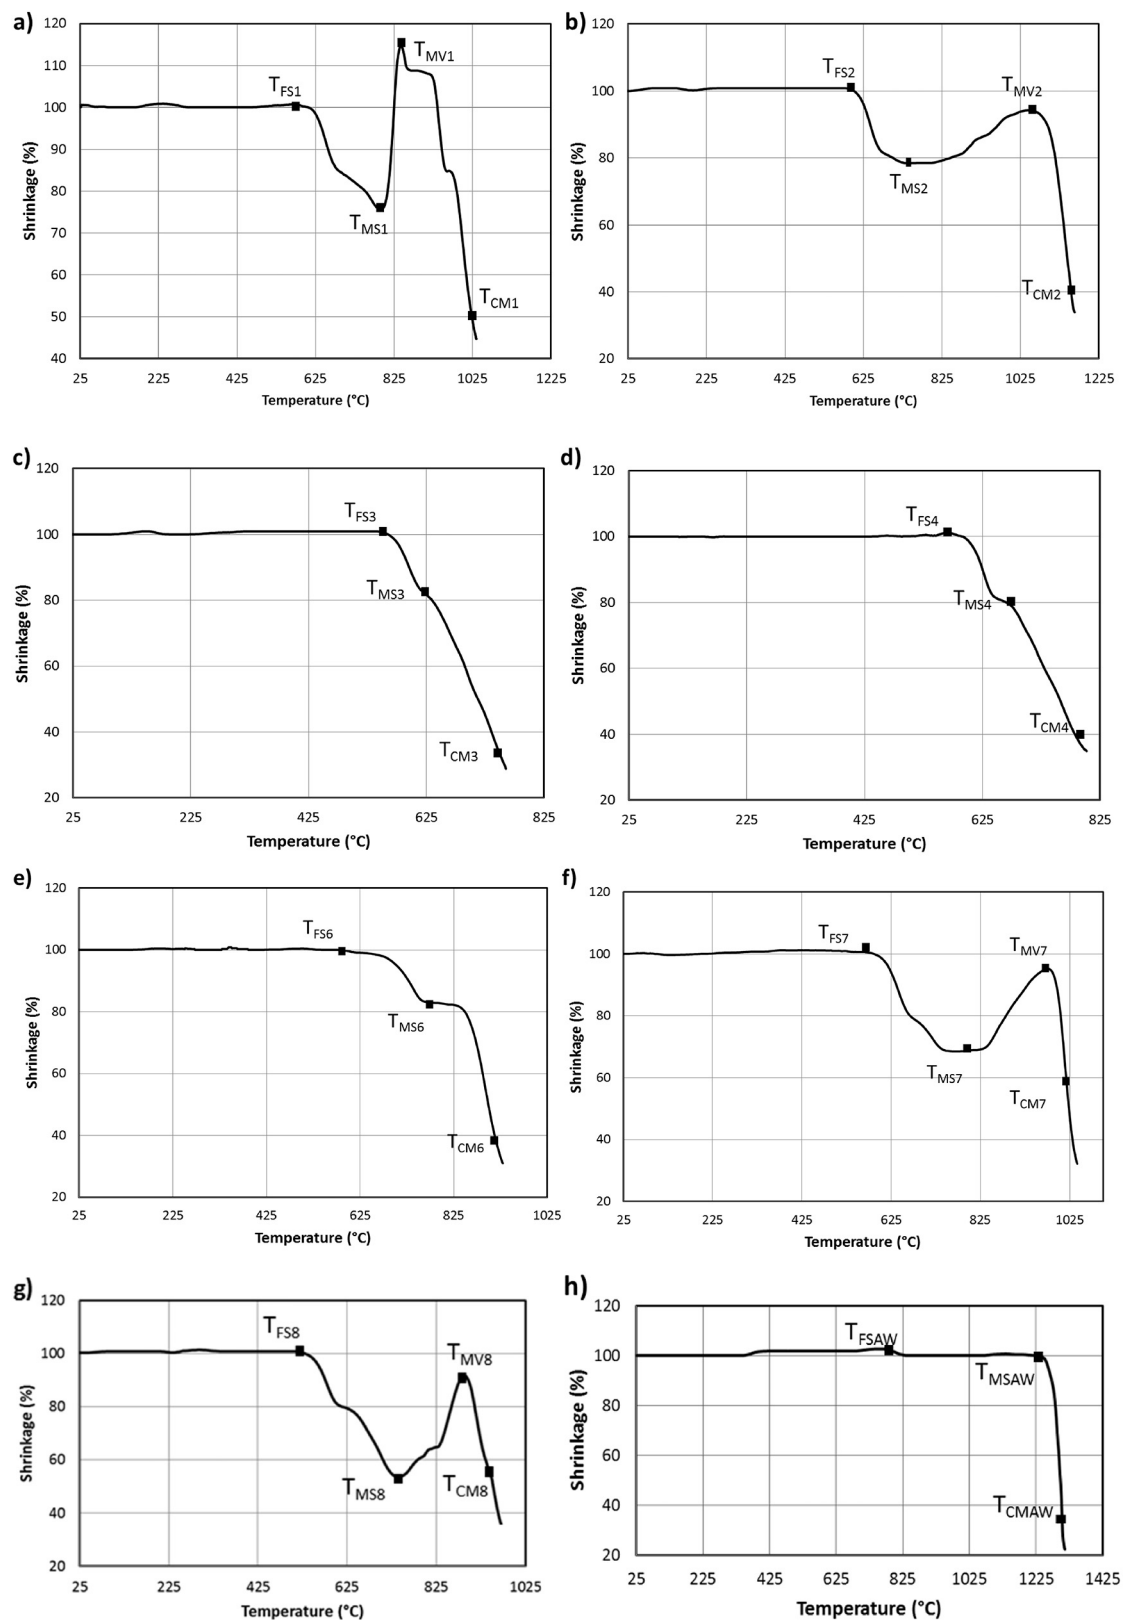 a)
120
110
100
90
80
70
60
50
40
Shrinkage (%)
T_FS1
T_MS1
T_MV1
T_CM1
25 225 425 625 825 1025 1225
Temperature (°C)
b)
120
100
80
60
40
20
Shrinkage (%)
T_FS2
T_MS2
T_MV2
T_CM2
25 225 425 625 825 1025 1225
Temperature (°C)
c)
120
100
80
60
40
20
Shrinkage (%)
T_FS3
T_MS3
T_CM3
25 225 425 625 825
Temperature (°C)
d)
120
100
80
60
40
20
Shrinkage (%)
T_FS4
T_MS4
T_CM4
25 225 425 625 825
Temperature (°C)
e)
120
100
80
60
40
20
Shrinkage (%)
T_FS6
T_MS6
T_CM6
25 225 425 625 825 1025
Temperature (°C)
f)
120
100
80
60
40
20
Shrinkage (%)
T_FS7
T_MS7
T_MV7
T_CM7
25 225 425 625 825 1025
Temperature (°C)
g)
120
100
80
60
40
20
Shrinkage (%)
T_FS8
T_MS8
T_MV8
T_CM8
25 225 425 625 825 1025
Temperature (°C)
h)
120
100
80
60
40
20
Shrinkage (%)
T_FSAW
T_MSAW
T_CMAW
25 225 425 625 825 1025 1225 1425
Temperature (°C)